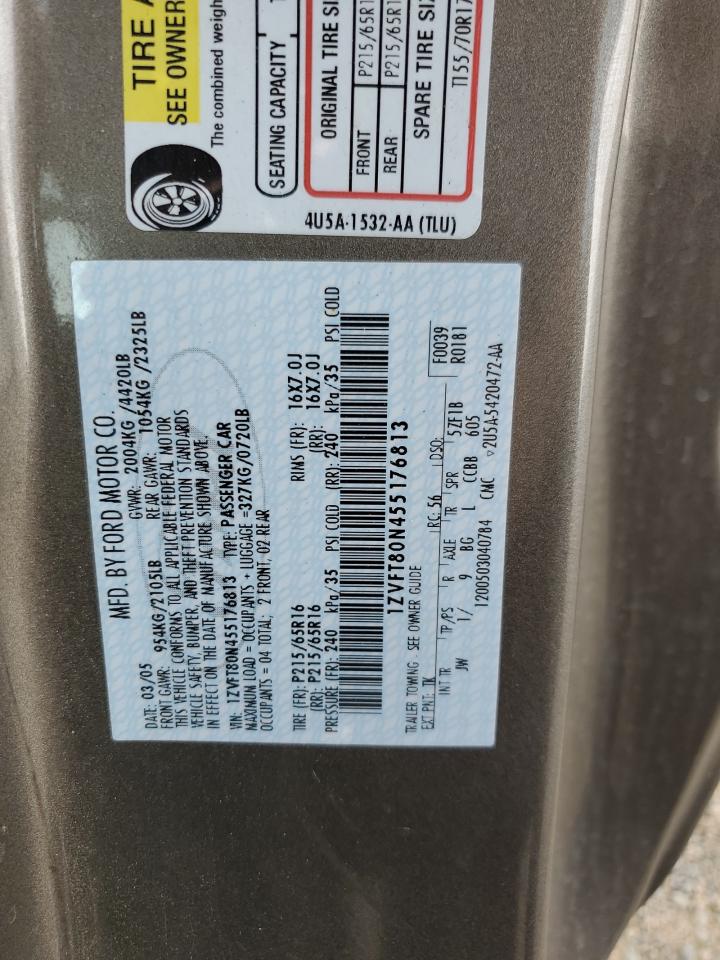 TIRE A
SEE OWNER
The combined weigh
SEATING CAPACITY
ORIGINAL TIRE SI
FRONT P215/65R1
REAR P215/65R1
SPARE TIRE SIZ
T155/70R17
4U5A-1532-AA (TLU)
MFD. BY FORD MOTOR CO.
DATE: 03/05 GVWR: 2004KG /4420LB
FRONT GAWR: 954KG/2105LB REAR GAWR: 1054KG /2325LB
THIS VEHICLE CONFORMS TO ALL APPLICABLE FEDERAL MOTOR
VEHICLE SAFETY, BUMPER, AND THEFT PREVENTION STANDARDS
IN EFFECT ON THE DATE OF MANUFACTURE SHOWN ABOVE.
VIN: 1ZVFT80N455176813 TYPE: PASSENGER CAR
MAXIMUM LOAD = OCCUPANTS + LUGGAGE =327KG/0720LB
OCCUPANTS = 04 TOTAL; 2 FRONT, 02 REAR
TIRE (FR): P215/65R16 RIMS (FR): 16X7.0J
(RR): P215/65R16 (RR): 16X7.0J
PRESSURE (FR): 240 kPa/35 PSI COLD (RR): 240 kPa/35 PSI COLD
1ZVFT80N455176813
TRAILER TOWING - SEE OWNER GUIDE F0039
EXT PNT: TK RC: 56 DSO: R0181
INT TR TP/PS R AXLE TR SPR 5ZF1B
JW 1/ 9 BG L CCBB 605
1200503040784 CMC ▽2U5A-5420472-AA